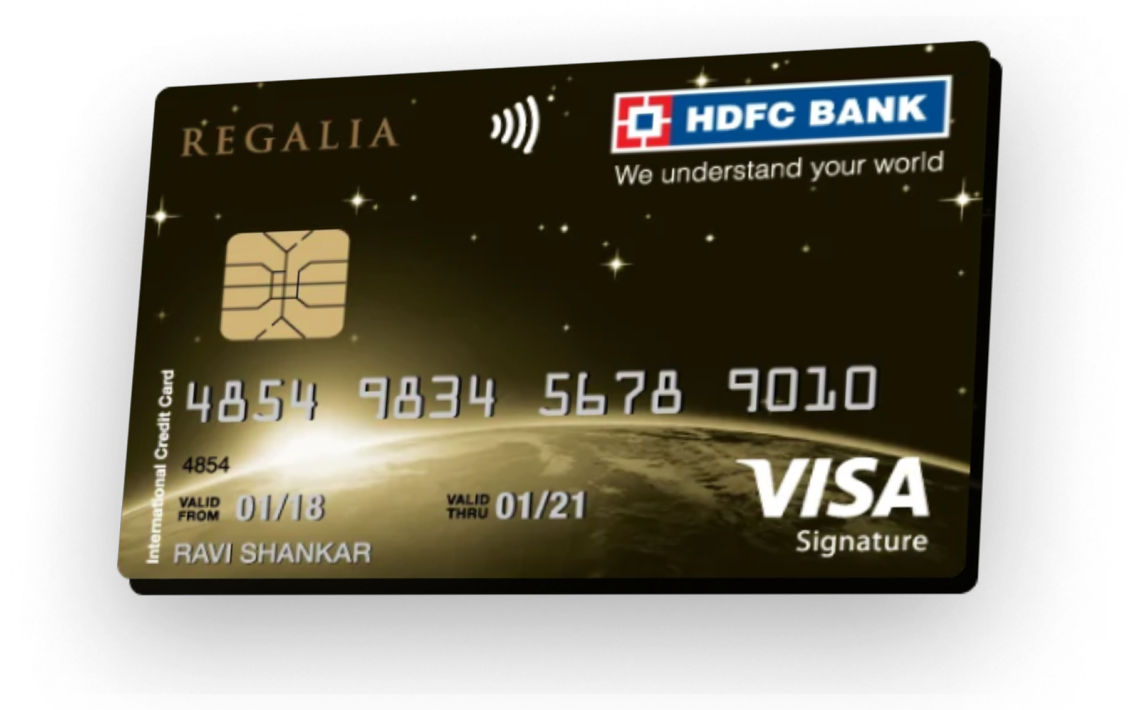 REGALIA
HDFC BANK
We understand your world
International Credit Card
4854 9834 5678 9010
4854
VALID FROM 01/18
VALID THRU 01/21
RAVI SHANKAR
VISA
Signature